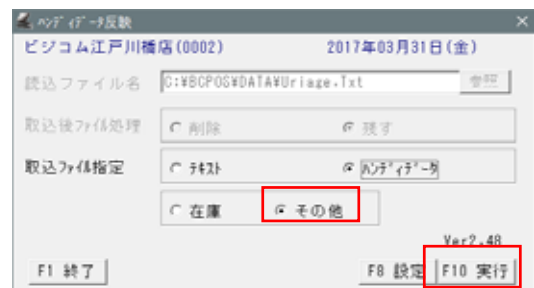 ﾊﾝﾃﾞｨﾃﾞｰﾀ反映
ビジコム江戸川橋店(0002) 2017年03月31日(金)
読込ファイル名 C:¥BCPOS¥DATA¥Uriage.Txt 参照
取込後ﾌｧｲﾙ処理 削除 残す
取込ﾌｧｲﾙ指定 ﾃｷｽﾄ ﾊﾝﾃﾞｨﾃﾞｰﾀ
在庫 その他
Ver2.48
F1 終了 F8 設定 F10 実行